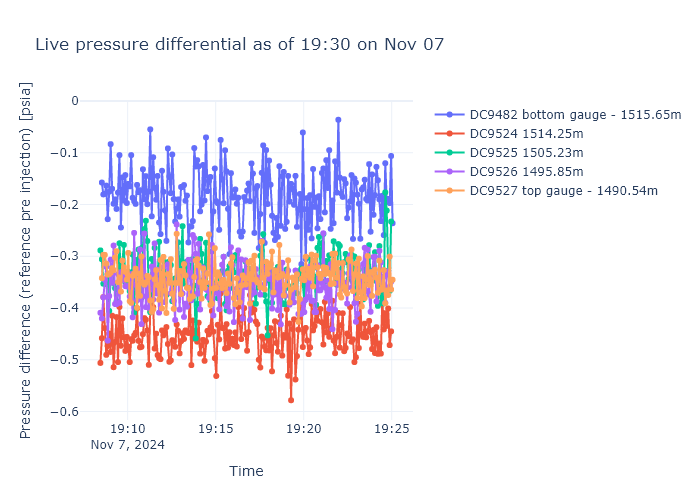 Live pressure differential as of 19:30 on Nov 07
Pressure difference (reference pre injection) [psia]
0
−0.1
−0.2
−0.3
−0.4
−0.5
−0.6
19:10
Nov 7, 2024
19:15
19:20
19:25
Time
DC9482 bottom gauge - 1515.65m
DC9524 1514.25m
DC9525 1505.23m
DC9526 1495.85m
DC9527 top gauge - 1490.54m